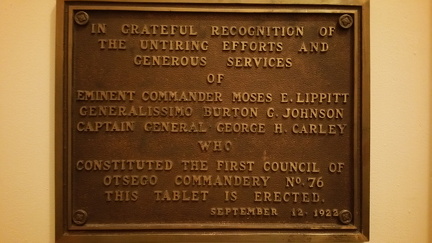 IN GRATEFUL RECOGNITION OF
THE UNTIRING EFFORTS AND
GENEROUS SERVICES
OF
EMINENT COMMANDER MOSES E. LIPPITT
GENERALISSIMO BURTON G. JOHNSON
CAPTAIN GENERAL GEORGE H. CARLEY
WHO
CONSTITUTED THE FIRST COUNCIL OF
OTSEGO COMMANDERY No. 76
THIS TABLET IS ERECTED.
SEPTEMBER 12 1922